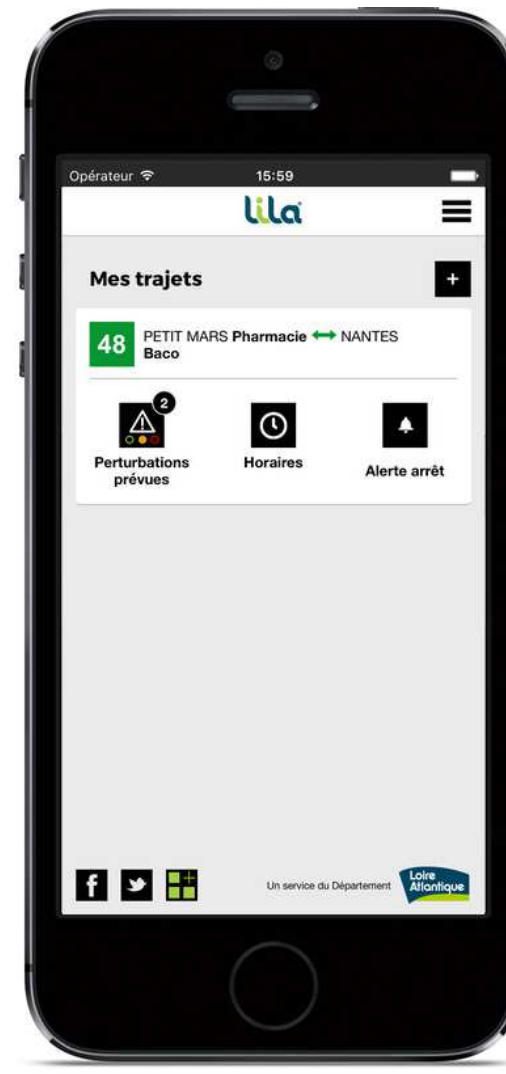 Opérateur 15:59
lila
Mes trajets +
48 PETIT MARS Pharmacie ↔ NANTES
Baco
2
Perturbations
prévues
Horaires
Alerte arrêt
f
Un service du Département
Loire
Atlantique